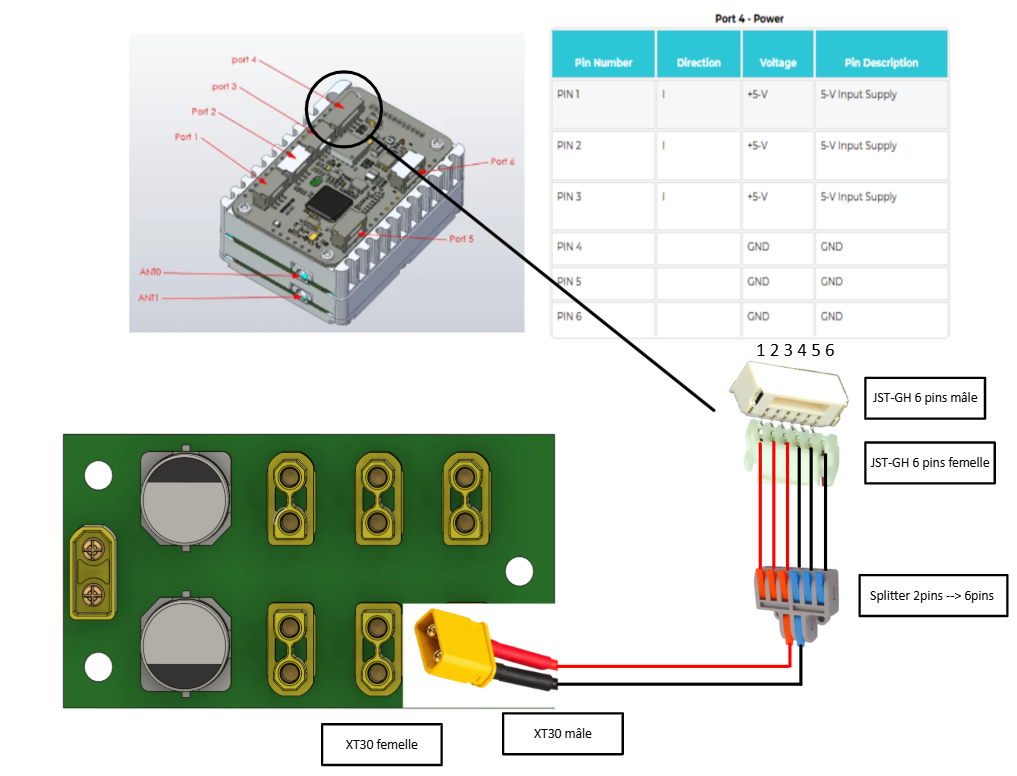 Port 4 - Power
port 4
port 3
Port 2
Port 1
Port 6
Port 5
ANT0
ANT1
Pin Number Direction Voltage Pin Description
PIN 1 I +5-V 5-V Input Supply
PIN 2 I +5-V 5-V Input Supply
PIN 3 I +5-V 5-V Input Supply
PIN 4 GND GND
PIN 5 GND GND
PIN 6 GND GND
1 2 3 4 5 6
JST-GH 6 pins mâle
JST-GH 6 pins femelle
Splitter 2pins --> 6pins
XT30 femelle
XT30 mâle